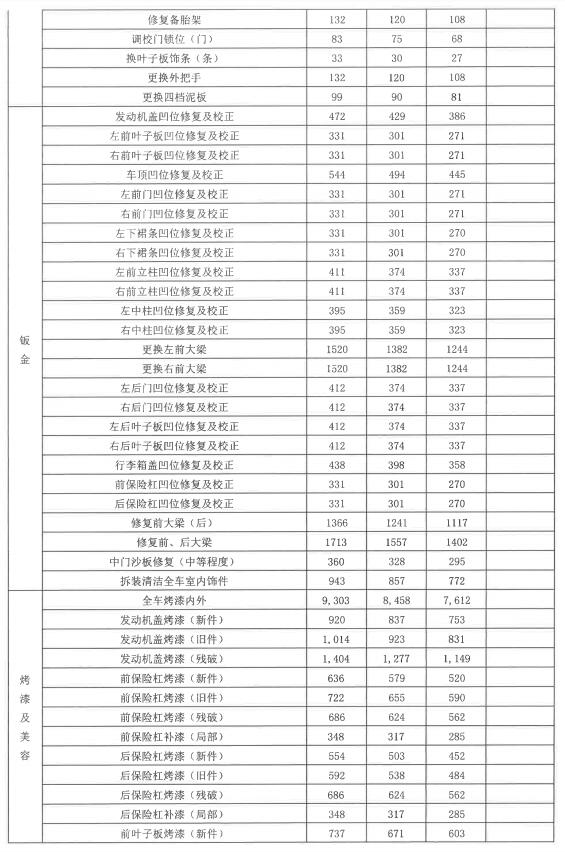 修复备胎架 132 120 108
调校门锁位（门） 83 75 68
换叶子板饰条（条） 33 30 27
更换外把手 132 120 108
更换四档泥板 99 90 81
钣金
发动机盖凹位修复及校正 472 429 386
左前叶子板凹位修复及校正 331 301 271
右前叶子板凹位修复及校正 331 301 271
车顶凹位修复及校正 544 494 445
左前门凹位修复及校正 331 301 271
右前门凹位修复及校正 331 301 271
左下裙条凹位修复及校正 331 301 270
右下裙条凹位修复及校正 331 301 270
左前立柱凹位修复及校正 411 374 337
右前立柱凹位修复及校正 411 374 337
左中柱凹位修复及校正 395 359 323
右中柱凹位修复及校正 395 359 323
更换左前大梁 1520 1382 1244
更换右前大梁 1520 1382 1244
左后门凹位修复及校正 412 374 337
右后门凹位修复及校正 412 374 337
左后叶子板凹位修复及校正 412 374 337
右后叶子板凹位修复及校正 412 374 337
行李箱盖凹位修复及校正 438 398 358
前保险杠凹位修复及校正 331 301 270
后保险杠凹位修复及校正 331 301 270
修复前大梁（后） 1366 1241 1117
修复前、后大梁 1713 1557 1402
中门沙板修复（中等程度） 360 328 295
拆装清洁全车室内饰件 943 857 772
烤漆及美容
全车烤漆内外 9,303 8,458 7,612
发动机盖烤漆（新件） 920 837 753
发动机盖烤漆（旧件） 1,014 923 831
发动机盖烤漆（残破） 1,404 1,277 1,149
前保险杠烤漆（新件） 636 579 520
前保险杠烤漆（旧件） 722 655 590
前保险杠烤漆（残破） 686 624 562
前保险杠补漆（局部） 348 317 285
后保险杠烤漆（新件） 554 503 452
后保险杠烤漆（旧件） 592 538 484
后保险杠烤漆（残破） 686 624 562
后保险杠补漆（局部） 348 317 285
前叶子板烤漆（新件） 737 671 603